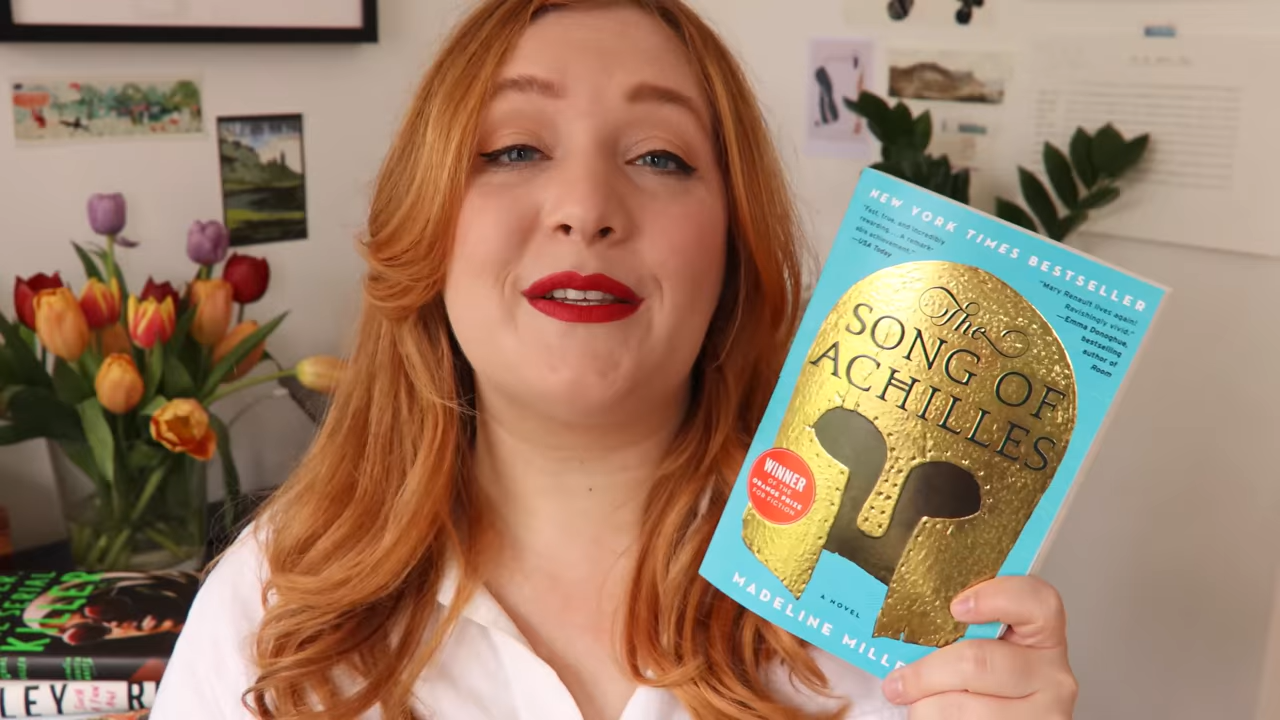 NEW YORK TIMES BESTSELLER
"Fast, true, and incredibly
rewarding. . . . A remark-
able achievement."
—USA Today
"Mary Renault lives again!
Ravishingly vivid."
—Emma Donoghue,
bestselling
author of
Room
The
SONG OF
ACHILLES
WINNER
OF THE
ORANGE PRIZE
FOR FICTION
A NOVEL
MADELINE MILLE
SERIAL
KILLER
LEY R